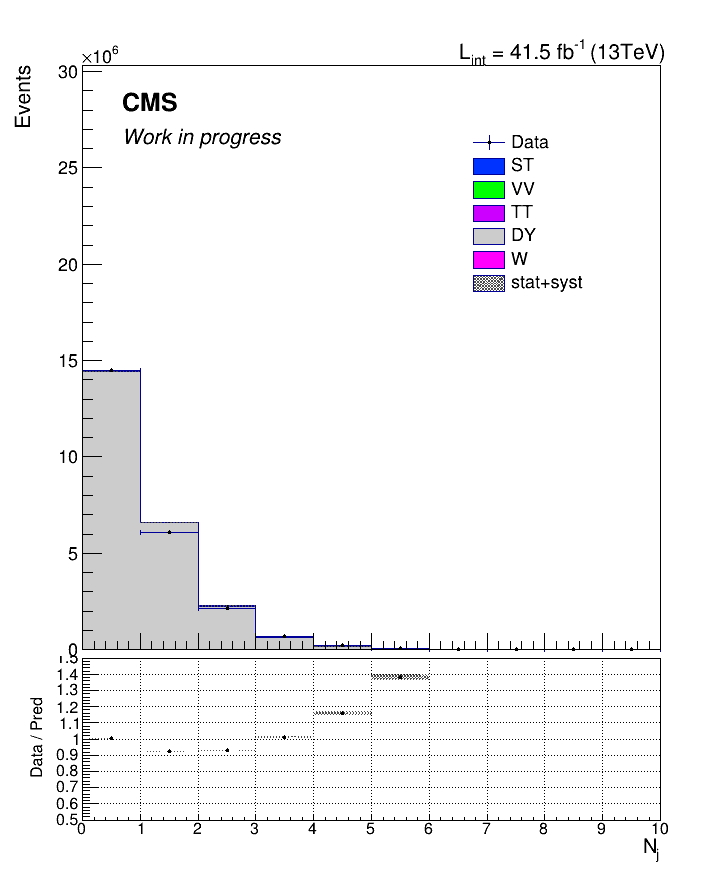 ×10⁶
L_int = 41.5 fb⁻¹ (13TeV)
Events
30
25
20
15
10
5
0
CMS
Work in progress
Data
ST
VV
TT
DY
W
stat+syst
Data / Pred
1.5
1.4
1.3
1.2
1.1
1
0.9
0.8
0.7
0.6
0.5
0 1 2 3 4 5 6 7 8 9 10
N_j